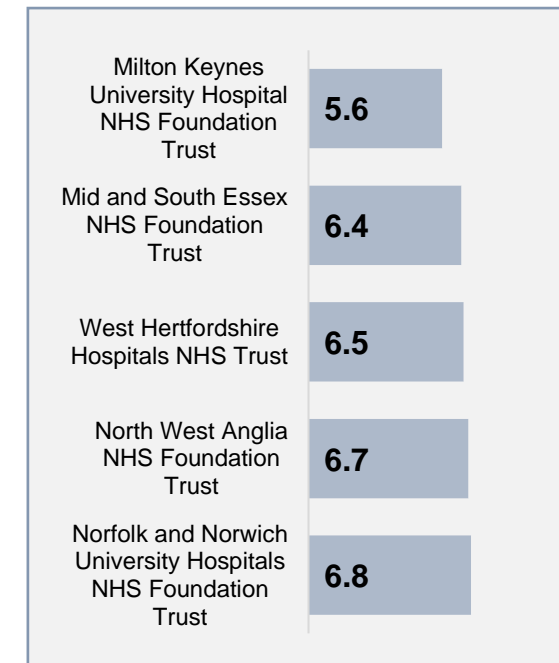 Milton Keynes
University Hospital
NHS Foundation
Trust
5.6
Mid and South Essex
NHS Foundation
Trust
6.4
West Hertfordshire
Hospitals NHS Trust
6.5
North West Anglia
NHS Foundation
Trust
6.7
Norfolk and Norwich
University Hospitals
NHS Foundation
Trust
6.8